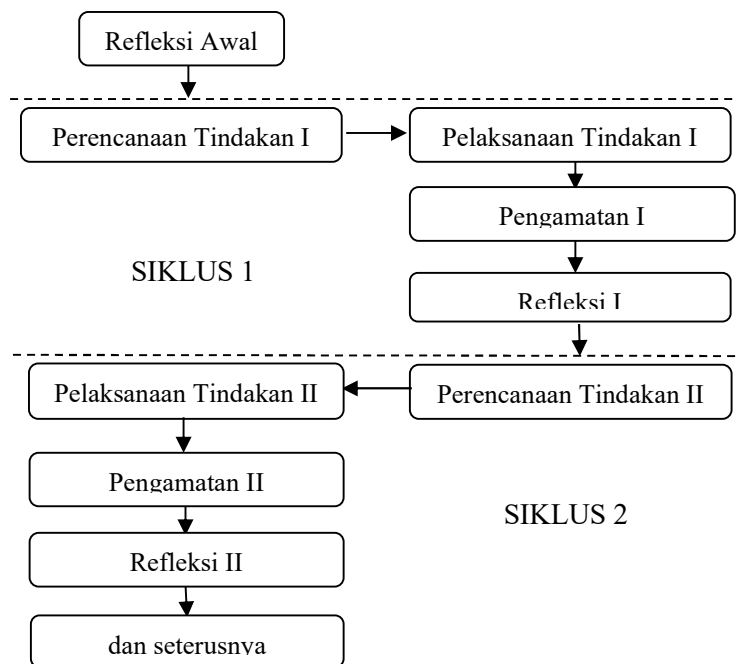 Refleksi Awal
Perencanaan Tindakan I
Pelaksanaan Tindakan I
Pengamatan I
SIKLUS 1
Refleksi I
Pelaksanaan Tindakan II
Perencanaan Tindakan II
Pengamatan II
SIKLUS 2
Refleksi II
dan seterusnya